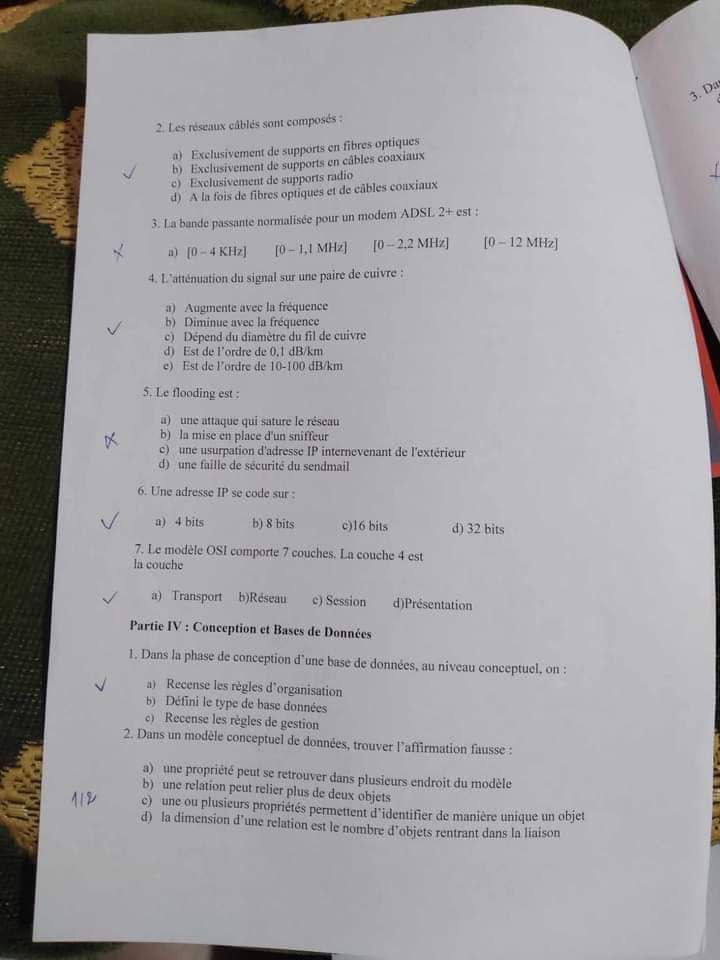 2. Les réseaux câblés sont composés :
a) Exclusivement de supports en fibres optiques
b) Exclusivement de supports en câbles coaxiaux
c) Exclusivement de supports radio
d) A la fois de fibres optiques et de câbles coaxiaux
3. La bande passante normalisée pour un modem ADSL 2+ est :
a) [0 – 4 KHz] [0 – 1,1 MHz] [0 – 2,2 MHz] [0 – 12 MHz]
4. L'atténuation du signal sur une paire de cuivre :
a) Augmente avec la fréquence
b) Diminue avec la fréquence
c) Dépend du diamètre du fil de cuivre
d) Est de l'ordre de 0,1 dB/km
e) Est de l'ordre de 10-100 dB/km
5. Le flooding est :
a) une attaque qui sature le réseau
b) la mise en place d'un sniffeur
c) une usurpation d'adresse IP internevenant de l'extérieur
d) une faille de sécurité du sendmail
6. Une adresse IP se code sur :
a) 4 bits b) 8 bits c)16 bits d) 32 bits
7. Le modèle OSI comporte 7 couches. La couche 4 est
la couche
a) Transport b)Réseau c) Session d)Présentation
Partie IV : Conception et Bases de Données
1. Dans la phase de conception d'une base de données, au niveau conceptuel, on :
a) Recense les règles d'organisation
b) Défini le type de base données
c) Recense les règles de gestion
2. Dans un modèle conceptuel de données, trouver l'affirmation fausse :
a) une propriété peut se retrouver dans plusieurs endroit du modèle
b) une relation peut relier plus de deux objets
1/2 c) une ou plusieurs propriétés permettent d'identifier de manière unique un objet
d) la dimension d'une relation est le nombre d'objets rentrant dans la liaison
3. Da